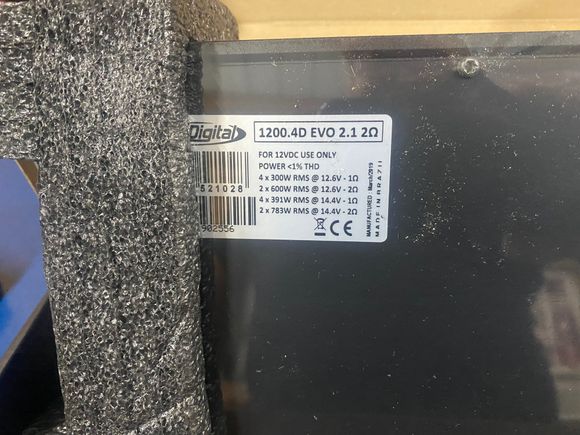 Digital
1200.4D EVO 2.1 2Ω
FOR 12VDC USE ONLY
POWER <1% THD
4 x 300W RMS @ 12.6V - 1Ω
2 x 600W RMS @ 12.6V - 2Ω
4 x 391W RMS @ 14.4V - 1Ω
2 x 783W RMS @ 14.4V - 2Ω
521028
902556
CE
MANUFACTURED March/2019
MADE IN BRAZIL